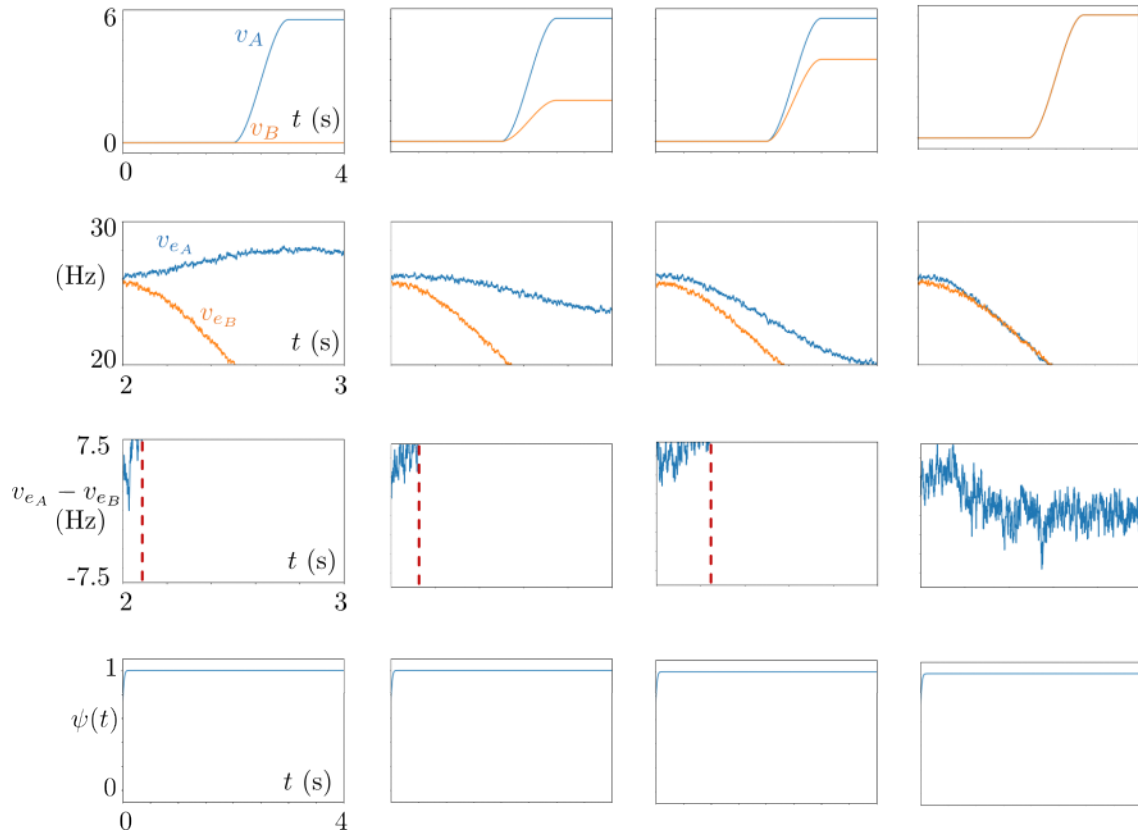 6
v_A
t (s)
v_B
0
0 4
30
v_{e_A}
(Hz)
v_{e_B}
t (s)
20
2 3
7.5
v_{e_A} − v_{e_B}
(Hz)
t (s)
-7.5
2 3
1
ψ(t)
t (s)
0
0 4